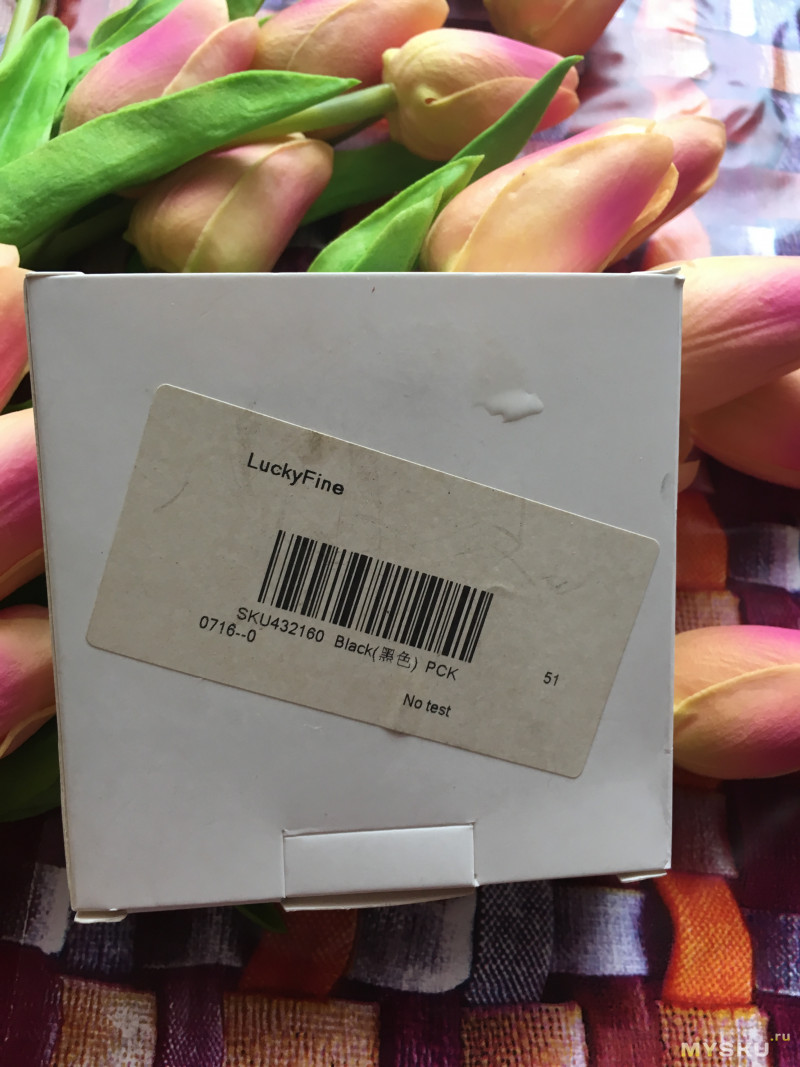 LuckyFine
SKU432160 Black(黑色) PCK
0716--0
51
No test
MYSKU.ru